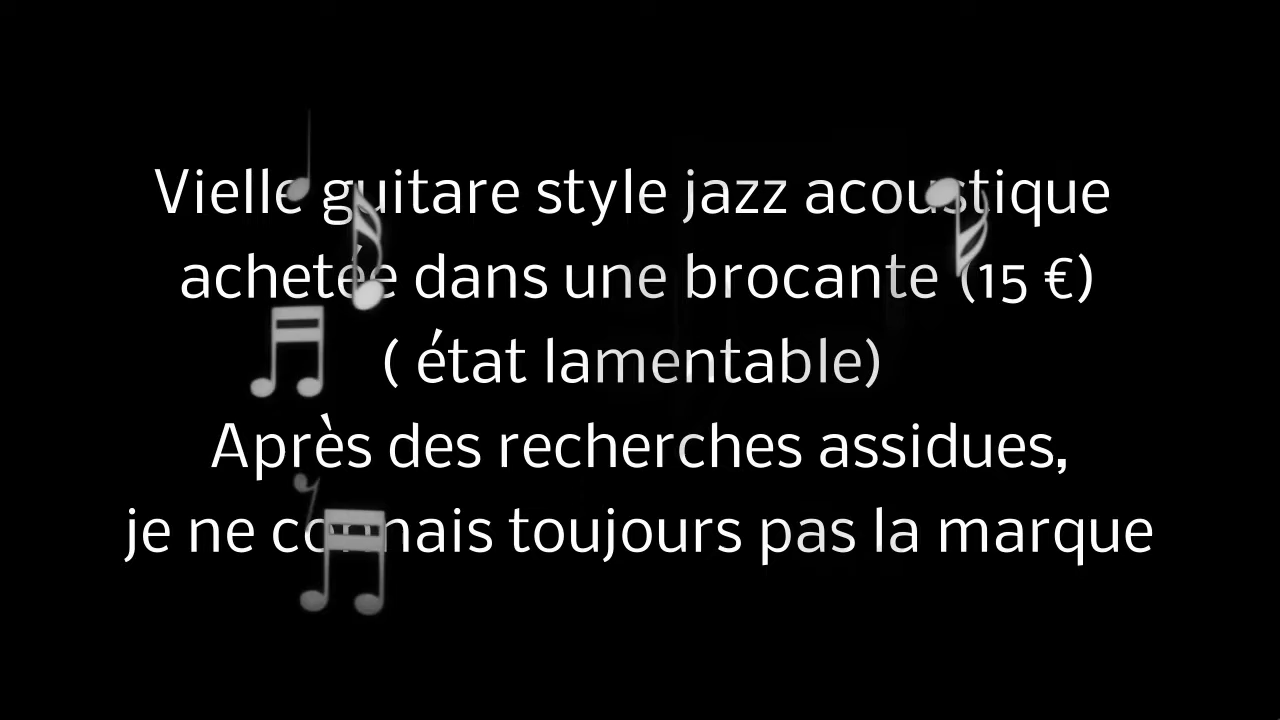 Vielle guitare style jazz acoustique
achetée dans une brocante (15 €)
( état lamentable)
Après des recherches assidues,
je ne connais toujours pas la marque